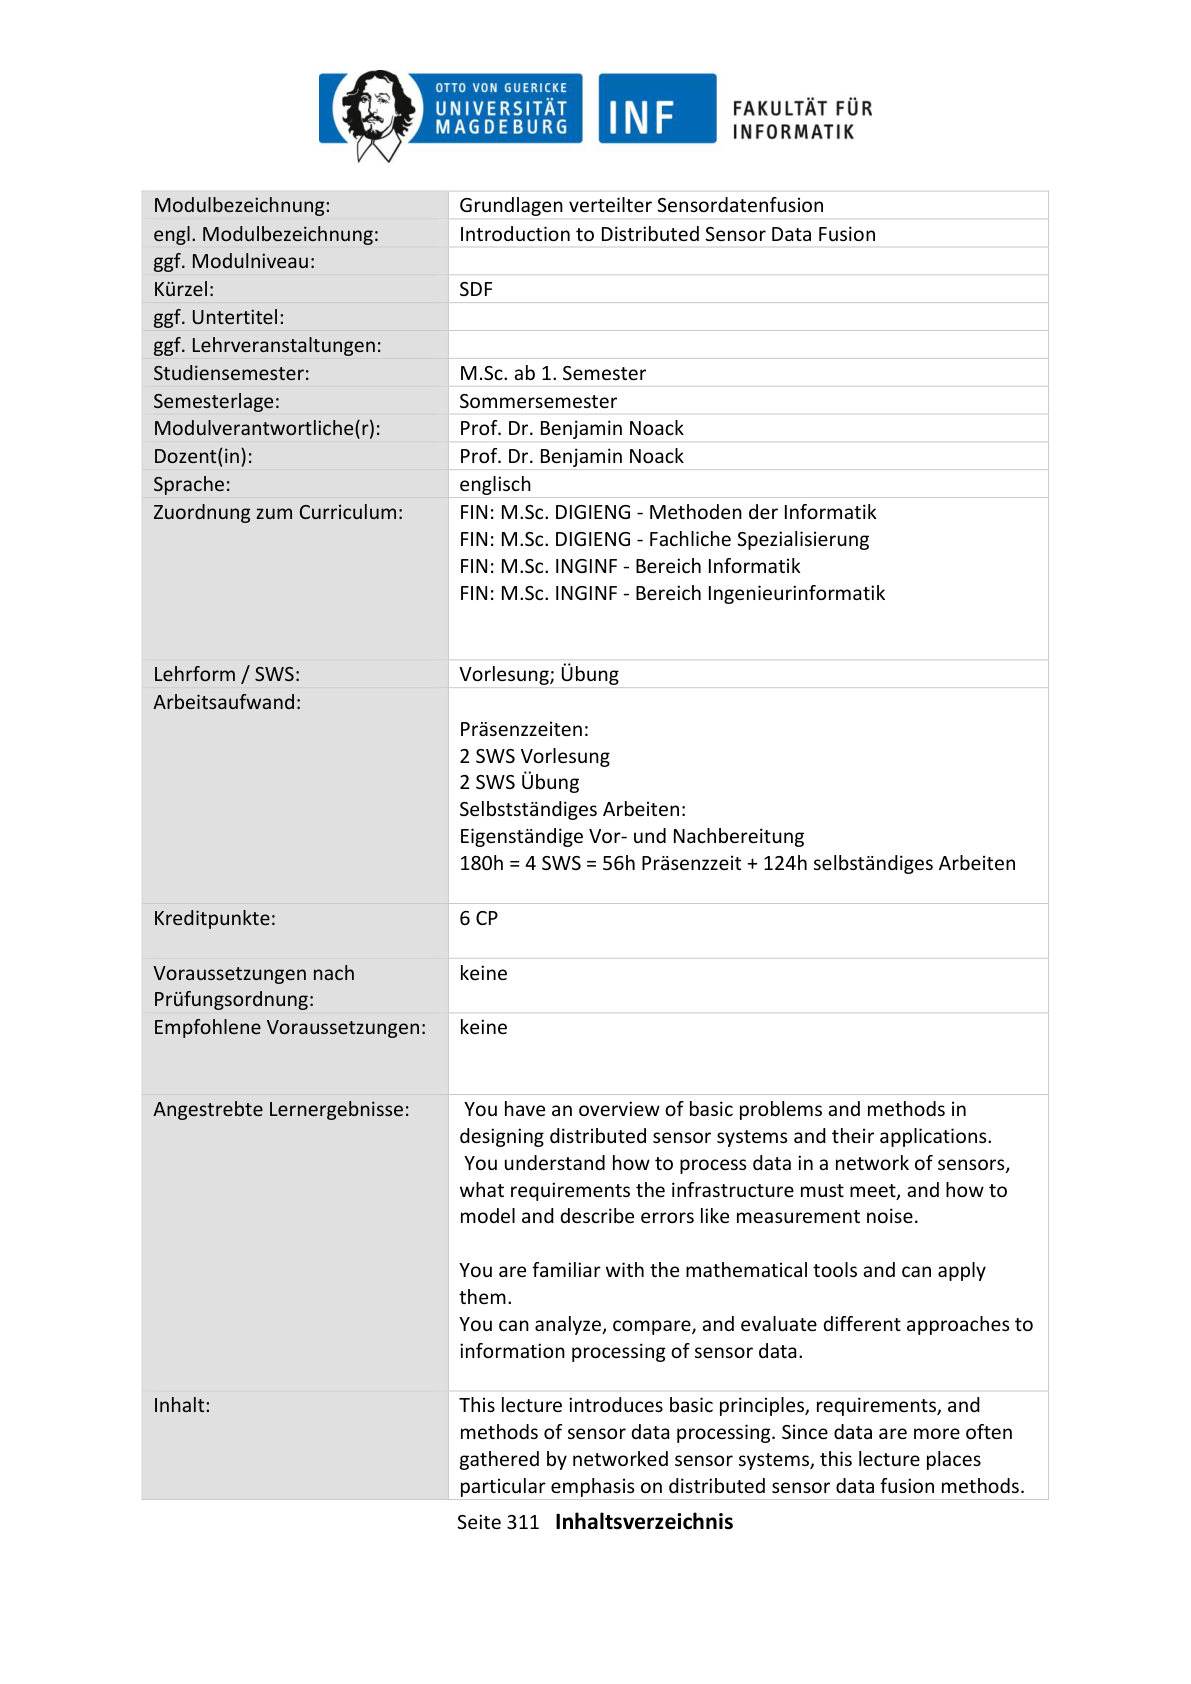 OTTO VON GUERICKE
UNIVERSITÄT
MAGDEBURG
INF
FAKULTÄT FÜR
INFORMATIK
Modulbezeichnung: Grundlagen verteilter Sensordatenfusion
engl. Modulbezeichnung: Introduction to Distributed Sensor Data Fusion
ggf. Modulniveau:
Kürzel: SDF
ggf. Untertitel:
ggf. Lehrveranstaltungen:
Studiensemester: M.Sc. ab 1. Semester
Semesterlage: Sommersemester
Modulverantwortliche(r): Prof. Dr. Benjamin Noack
Dozent(in): Prof. Dr. Benjamin Noack
Sprache: englisch
Zuordnung zum Curriculum: FIN: M.Sc. DIGIENG - Methoden der Informatik
FIN: M.Sc. DIGIENG - Fachliche Spezialisierung
FIN: M.Sc. INGINF - Bereich Informatik
FIN: M.Sc. INGINF - Bereich Ingenieurinformatik
Lehrform / SWS: Vorlesung; Übung
Arbeitsaufwand:
Präsenzzeiten:
2 SWS Vorlesung
2 SWS Übung
Selbstständiges Arbeiten:
Eigenständige Vor- und Nachbereitung
180h = 4 SWS = 56h Präsenzzeit + 124h selbständiges Arbeiten
Kreditpunkte: 6 CP
Voraussetzungen nach keine
Prüfungsordnung:
Empfohlene Voraussetzungen: keine
Angestrebte Lernergebnisse: You have an overview of basic problems and methods in
designing distributed sensor systems and their applications.
You understand how to process data in a network of sensors,
what requirements the infrastructure must meet, and how to
model and describe errors like measurement noise.
You are familiar with the mathematical tools and can apply
them.
You can analyze, compare, and evaluate different approaches to
information processing of sensor data.
Inhalt: This lecture introduces basic principles, requirements, and
methods of sensor data processing. Since data are more often
gathered by networked sensor systems, this lecture places
particular emphasis on distributed sensor data fusion methods.
Seite 311 Inhaltsverzeichnis